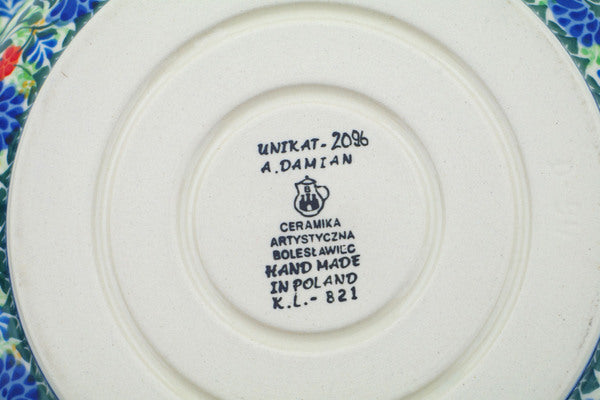 UNIKAT-2096
A.DAMIAN
B
CERAMIKA
ARTYSTYCZNA
BOLESŁAWIEC
HAND MADE
IN POLAND
K.L.-821